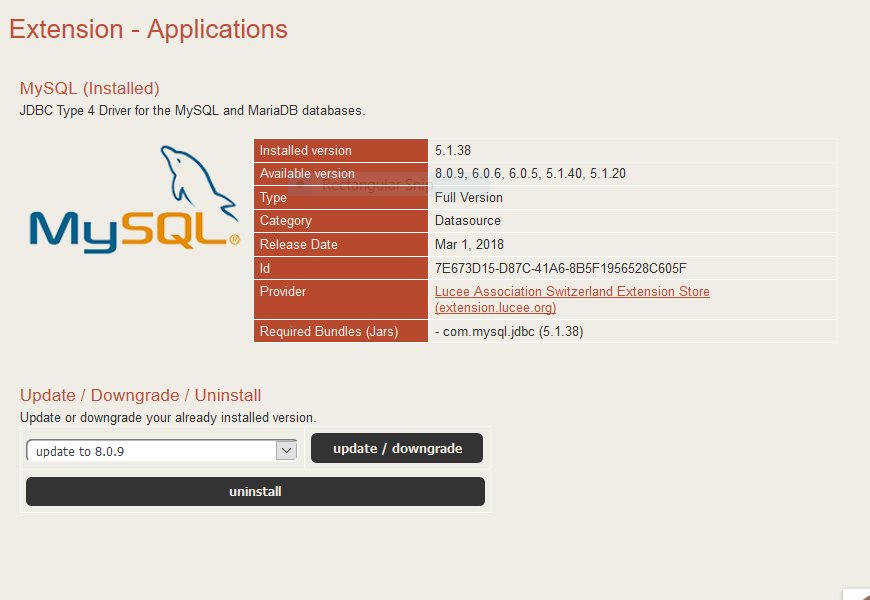 Extension - Applications
MySQL (Installed)
JDBC Type 4 Driver for the MySQL and MariaDB databases.
MySQL®
Installed version 5.1.38
Available version 8.0.9, 6.0.6, 6.0.5, 5.1.40, 5.1.20
Rectangular Snip
Type Full Version
Category Datasource
Release Date Mar 1, 2018
Id 7E673D15-D87C-41A6-8B5F1956528C605F
Provider Lucee Association Switzerland Extension Store
(extension.lucee.org)
Required Bundles (Jars) - com.mysql.jdbc (5.1.38)
Update / Downgrade / Uninstall
Update or downgrade your already installed version.
update to 8.0.9 update / downgrade
uninstall